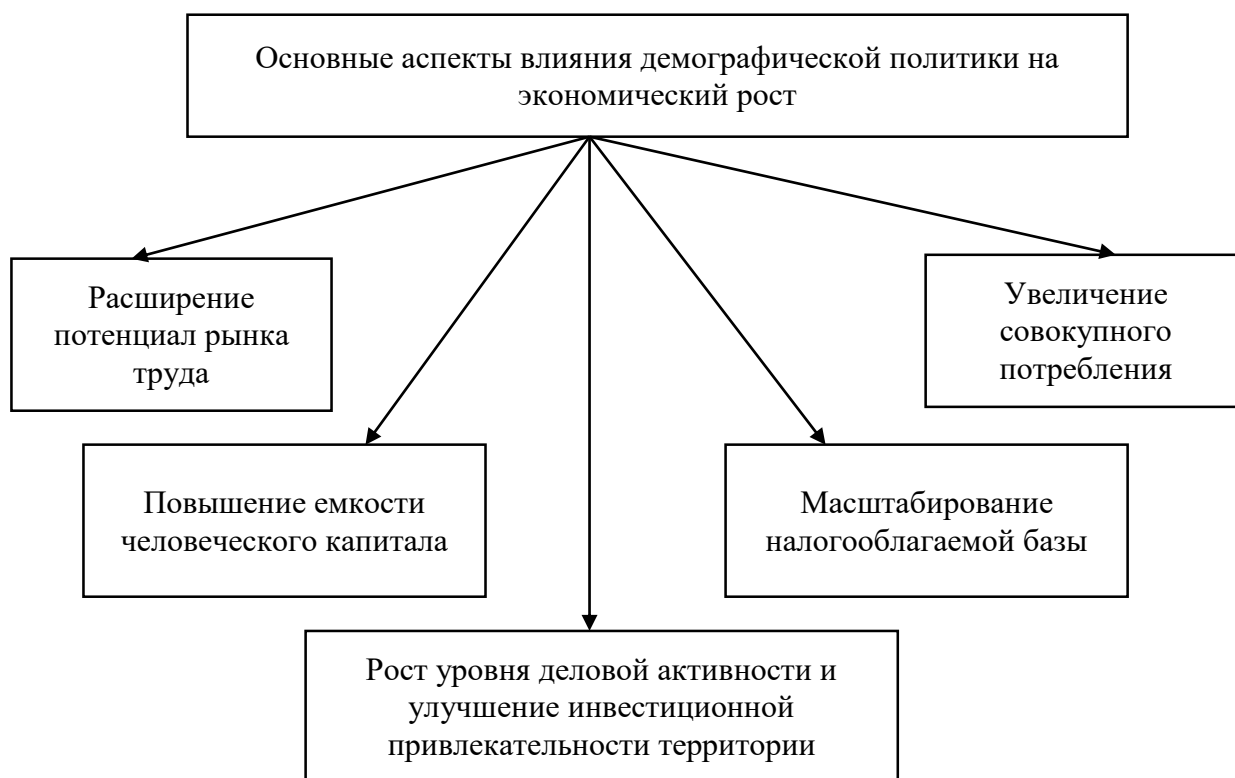 Основные аспекты влияния демографической политики на
экономический рост
Расширение
потенциал рынка
труда
Увеличение
совокупного
потребления
Повышение емкости
человеческого капитала
Масштабирование
налогооблагаемой базы
Рост уровня деловой активности и
улучшение инвестиционной
привлекательности территории